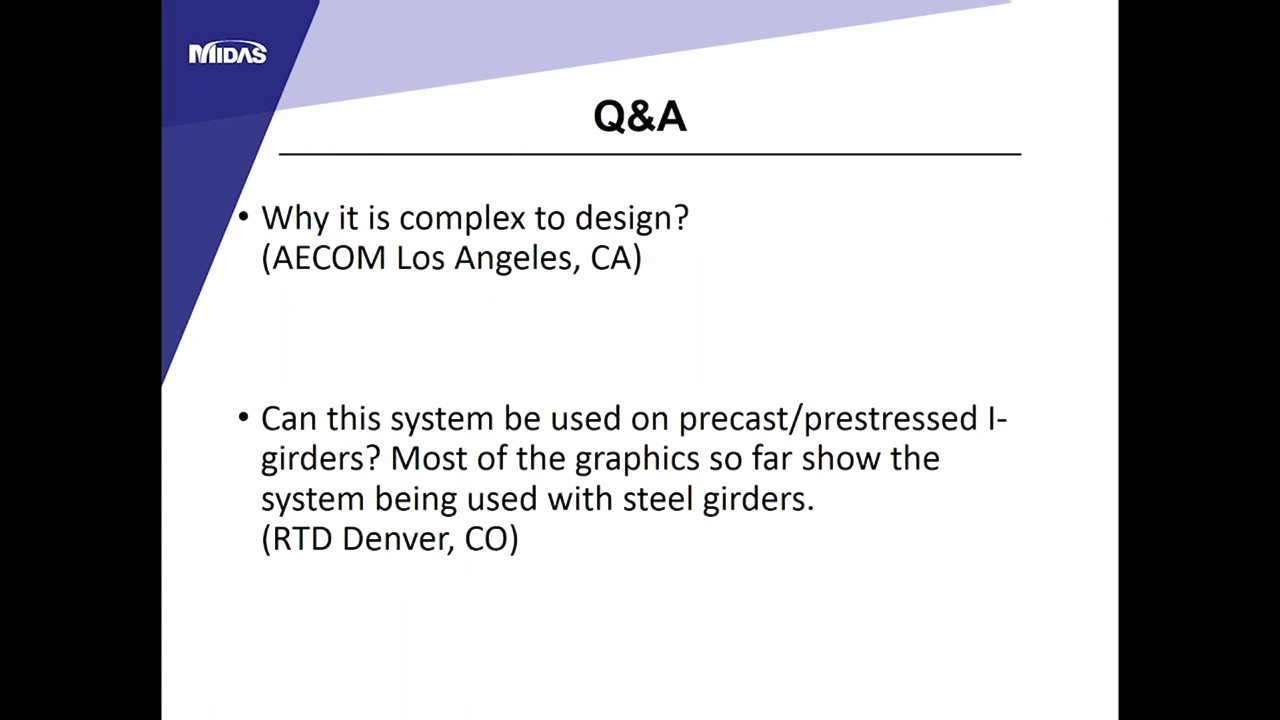 MIDAS
Q&A
• Why it is complex to design?
(AECOM Los Angeles, CA)
• Can this system be used on precast/prestressed I-
girders? Most of the graphics so far show the
system being used with steel girders.
(RTD Denver, CO)